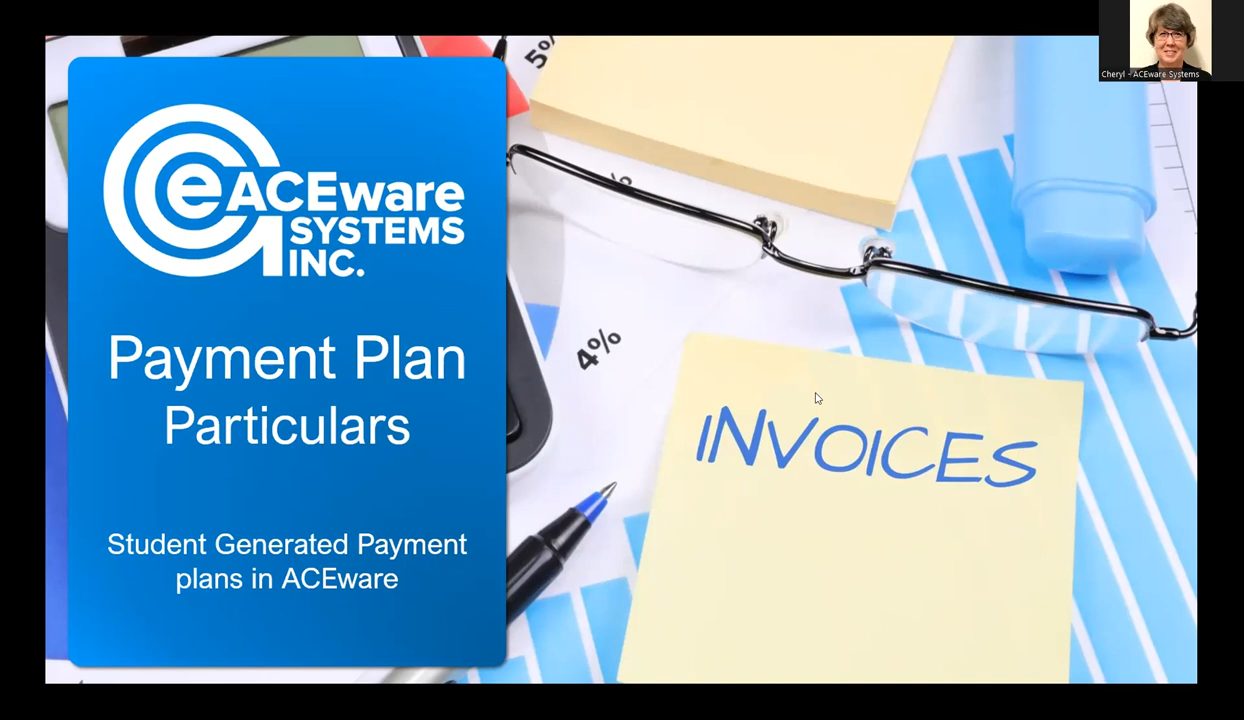 Cheryl - ACEware Systems
5%
e ACEware
SYSTEMS
INC.
%
Payment Plan
Particulars
4%
INVOICES
Student Generated Payment
plans in ACEware